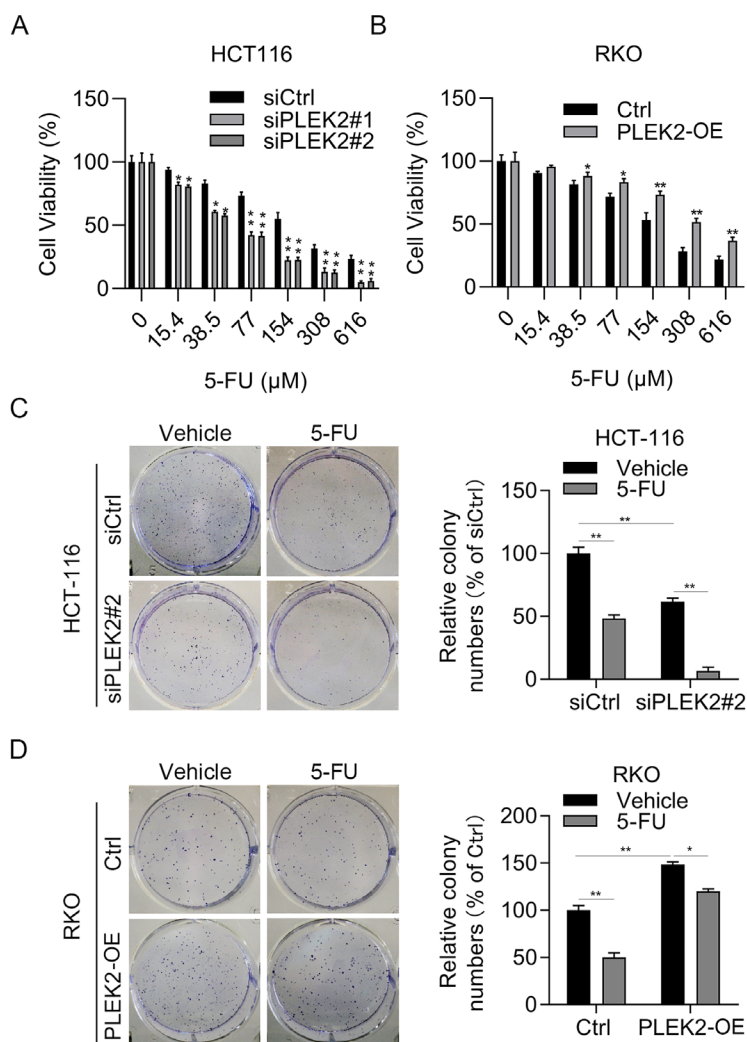 A
HCT116
150
100
50
0
Cell Viability (%)
siCtrl
siPLEK2#1
siPLEK2#2
* *
* *
** **
** **
** **
** **
0
15.4
38.5
77
154
308
616
5-FU (μM)
B
RKO
150
100
50
0
Cell Viability (%)
Ctrl
PLEK2-OE
*
*
**
**
**
0
15.4
38.5
77
154
308
616
5-FU (μM)
C
Vehicle
5-FU
HCT-116
siCtrl
siPLEK2#2
HCT-116
Vehicle
5-FU
150
100
50
0
Relative colony
numbers (% of siCtrl)
**
**
**
siCtrl
siPLEK2#2
D
Vehicle
5-FU
RKO
Ctrl
PLEK2-OE
RKO
Vehicle
5-FU
200
150
100
50
0
Relative colony
numbers (% of Ctrl)
**
**
*
Ctrl
PLEK2-OE